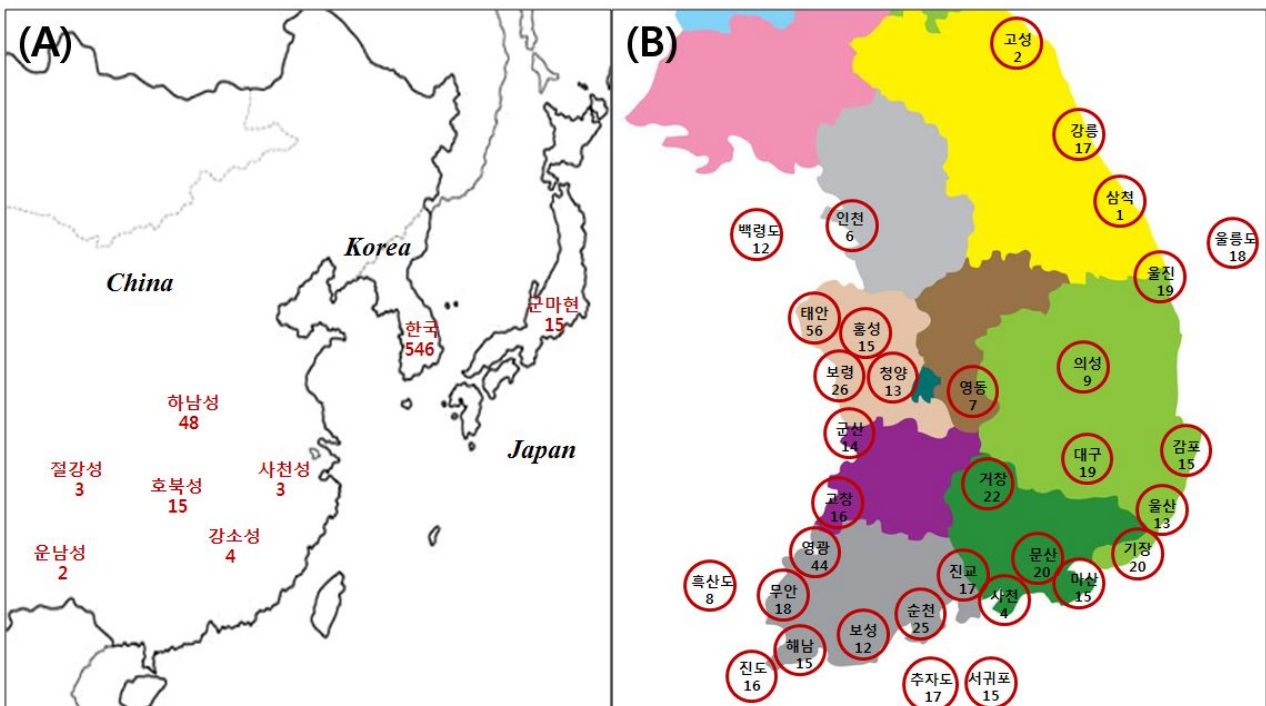 (A)
China
Korea
Japan
한국
546
군마현
15
하남성
48
절강성
3
호북성
15
사천성
3
강소성
4
운남성
2
(B)
고성
2
강릉
17
삼척
1
백령도
12
인천
6
울릉도
18
울진
19
태안
56
홍성
15
보령
26
청양
13
영동
7
의성
9
군산
14
대구
19
감포
15
거창
22
고창
16
울산
13
영광
44
기장
20
문산
20
진교
17
마산
15
사천
4
흑산도
8
무안
18
순천
25
보성
12
해남
15
진도
16
추자도
17
서귀포
15